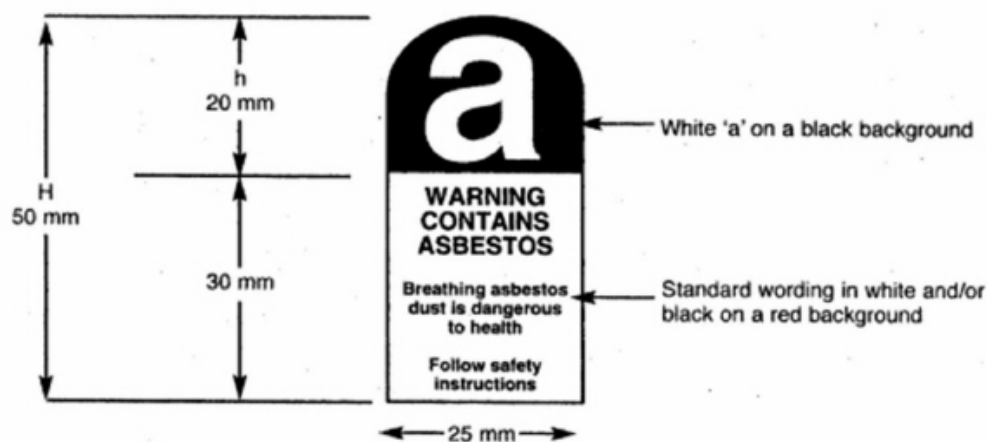 h
20 mm
H
50 mm
30 mm
a
WARNING
CONTAINS
ASBESTOS
Breathing asbestos
dust is dangerous
to health
Follow safety
instructions
25 mm
White 'a' on a black background
Standard wording in white and/or
black on a red background